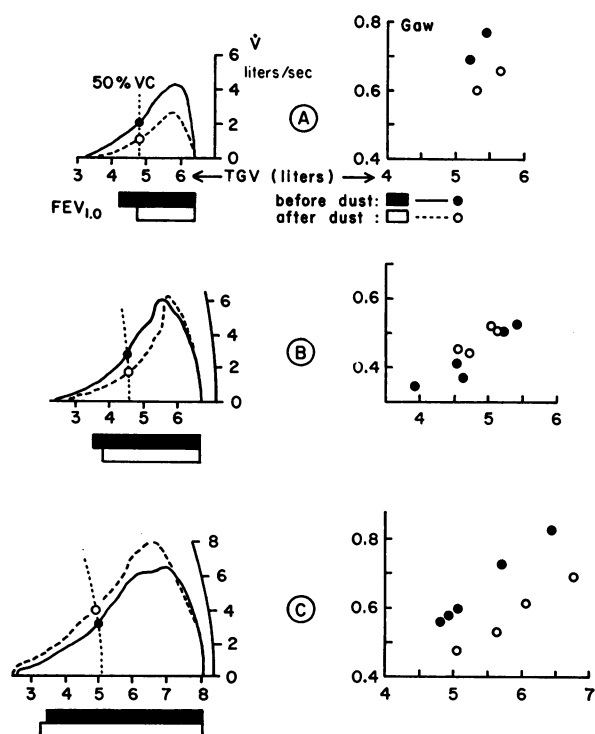 V̇
liters/sec
6
4
2
0
50% VC
3 4 5 6
A
0.8
0.6
0.4
Gaw
4 5 6
← TGV (liters) →
FEV1.0
before dust:
after dust:
6
4
2
0
3 4 5 6
B
0.6
0.4
4 5 6
8
6
4
2
0
3 4 5 6 7 8
C
0.8
0.6
0.4
4 5 6 7